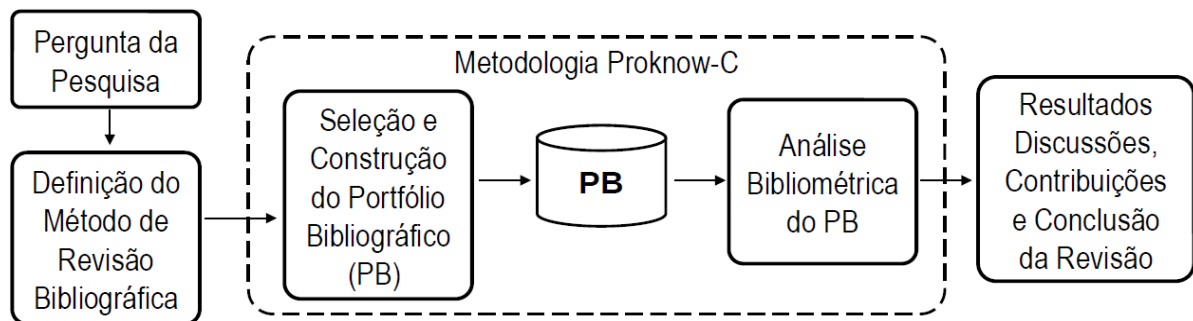 Pergunta da
Pesquisa
Definição do
Método de
Revisão
Bibliográfica
Metodologia Proknow-C
Seleção e
Construção
do Portfólio
Bibliográfico
(PB)
PB
Análise
Bibliométrica
do PB
Resultados
Discussões,
Contribuições
e Conclusão
da Revisão